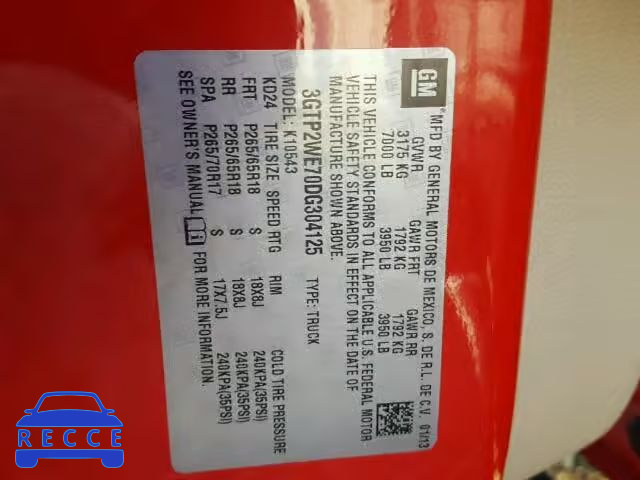 GM
MFD BY GENERAL MOTORS DE MEXICO, S. DE R.L. DE C.V. 01/13
GVWR GAWR FRT GAWR RR
3175 KG 1792 KG 1792 KG
7000 LB 3950 LB 3950 LB
THIS VEHICLE CONFORMS TO ALL APPLICABLE U.S. FEDERAL MOTOR
VEHICLE SAFETY STANDARDS IN EFFECT ON THE DATE OF
MANUFACTURE SHOWN ABOVE.
3GTP2WE70DG304125 TYPE: TRUCK
MODEL: K10543
KD24 TIRE SIZE SPEED RTG RIM COLD TIRE PRESSURE
FRT P265/65R18 S 18X8J 240KPA(35PSI)
RR P265/65R18 S 18X8J 240KPA(35PSI)
SPA P265/70R17 S 17X7.5J 240KPA(35PSI)
SEE OWNER'S MANUAL FOR MORE INFORMATION.
RECCE